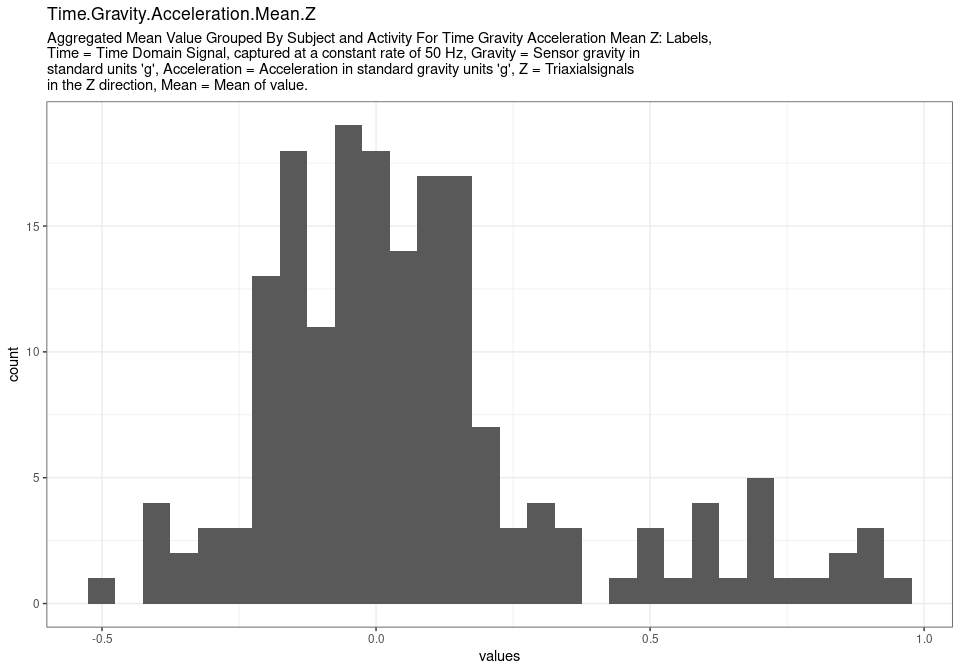 Time.Gravity.Acceleration.Mean.Z
Aggregated Mean Value Grouped By Subject and Activity For Time Gravity Acceleration Mean Z: Labels,
Time = Time Domain Signal, captured at a constant rate of 50 Hz, Gravity = Sensor gravity in
standard units 'g', Acceleration = Acceleration in standard gravity units 'g', Z = Triaxialsignals
in the Z direction, Mean = Mean of value.
15
10
5
0
count
-0.5 0.0 0.5 1.0
values